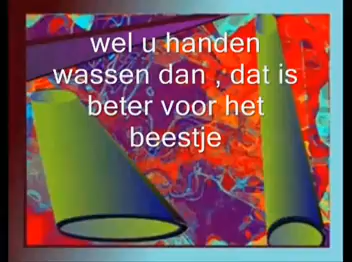 wel u handen
wassen dan , dat is
beter voor het
beestje